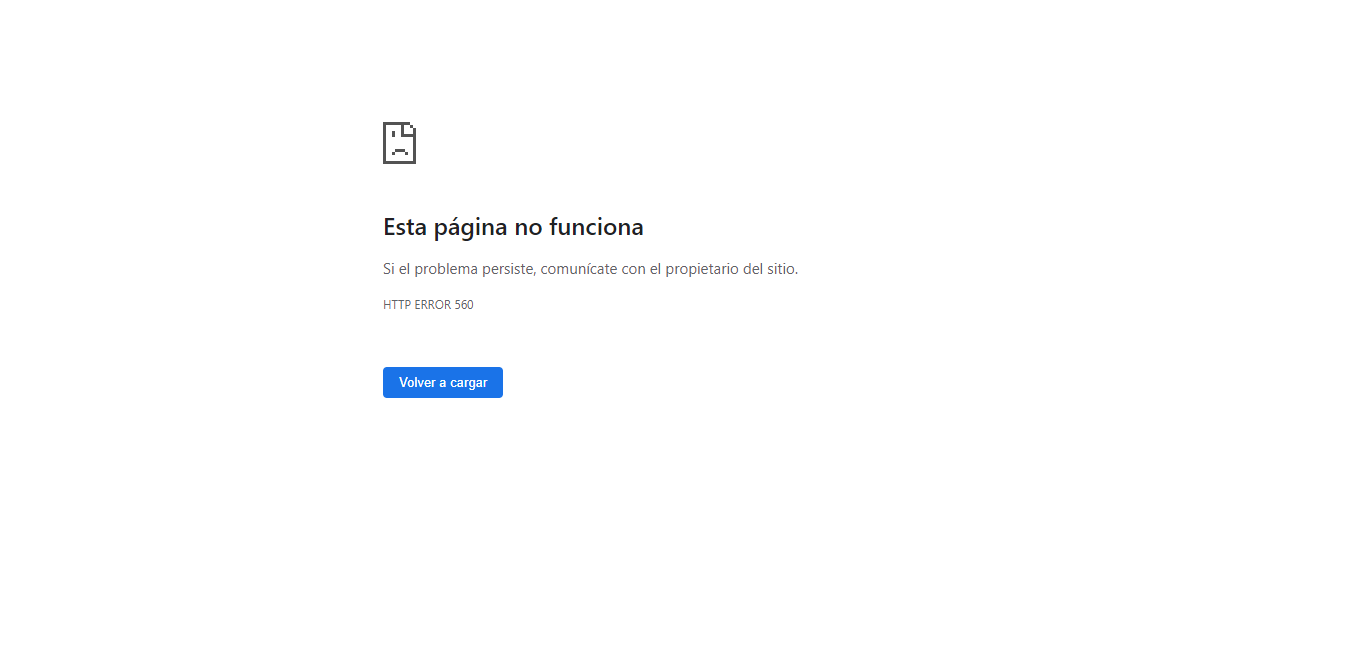 Esta página no funciona
Si el problema persiste, comunícate con el propietario del sitio.
HTTP ERROR 560
Volver a cargar